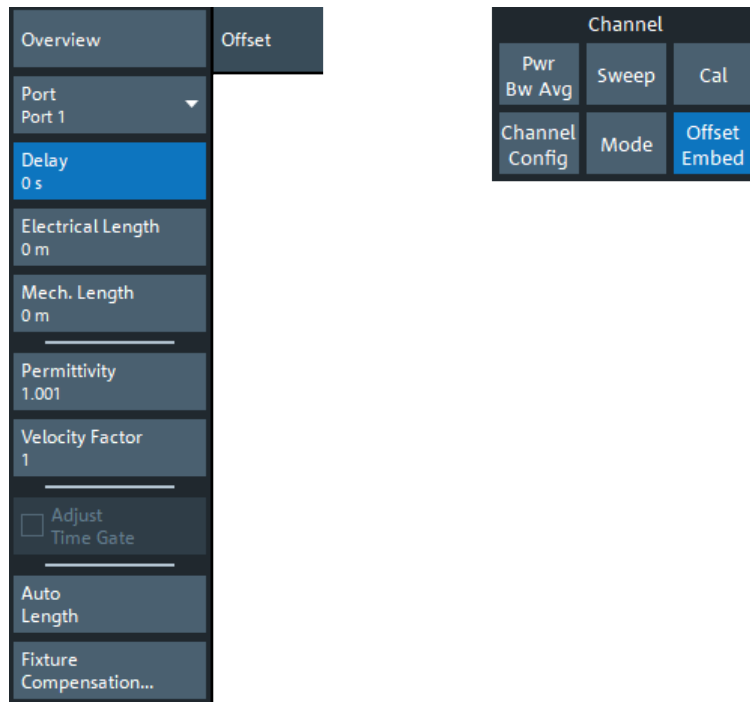 Overview
Offset
Port
Port 1
Delay
0 s
Electrical Length
0 m
Mech. Length
0 m
Permittivity
1.001
Velocity Factor
1
Adjust
Time Gate
Auto
Length
Fixture
Compensation...
Channel
Pwr
Bw Avg
Sweep
Cal
Channel
Config
Mode
Offset
Embed